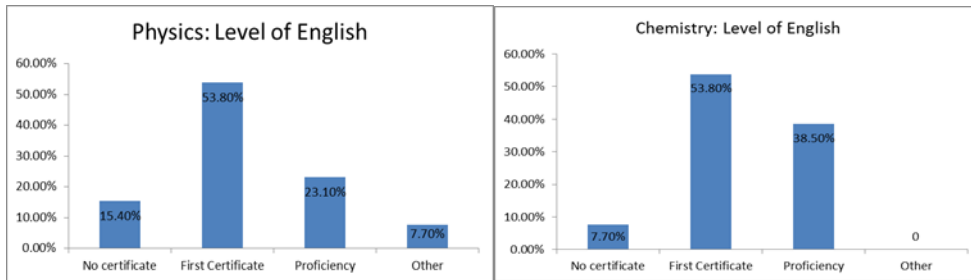 Physics: Level of English
60.00%
50.00%
40.00%
30.00%
20.00%
10.00%
0.00%
15.40%
53.80%
23.10%
7.70%
No certificate
First Certificate
Proficiency
Other
Chemistry: Level of English
60.00%
50.00%
40.00%
30.00%
20.00%
10.00%
0.00%
7.70%
53.80%
38.50%
0
No certificate
First Certificate
Proficiency
Other